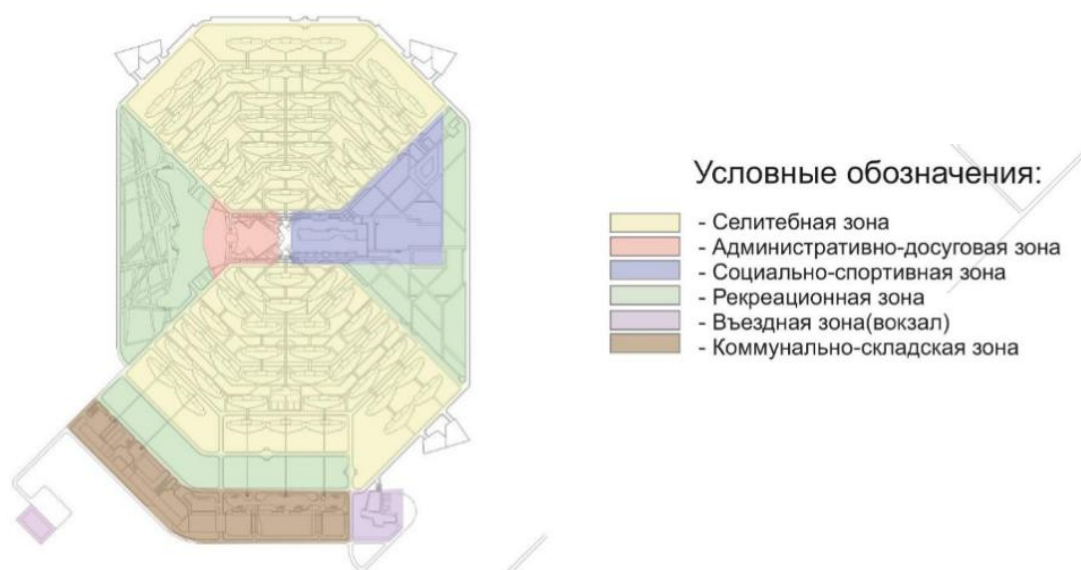 Условные обозначения:
- Селитебная зона
- Административно-досуговая зона
- Социально-спортивная зона
- Рекреационная зона
- Въездная зона(вокзал)
- Коммунально-складская зона